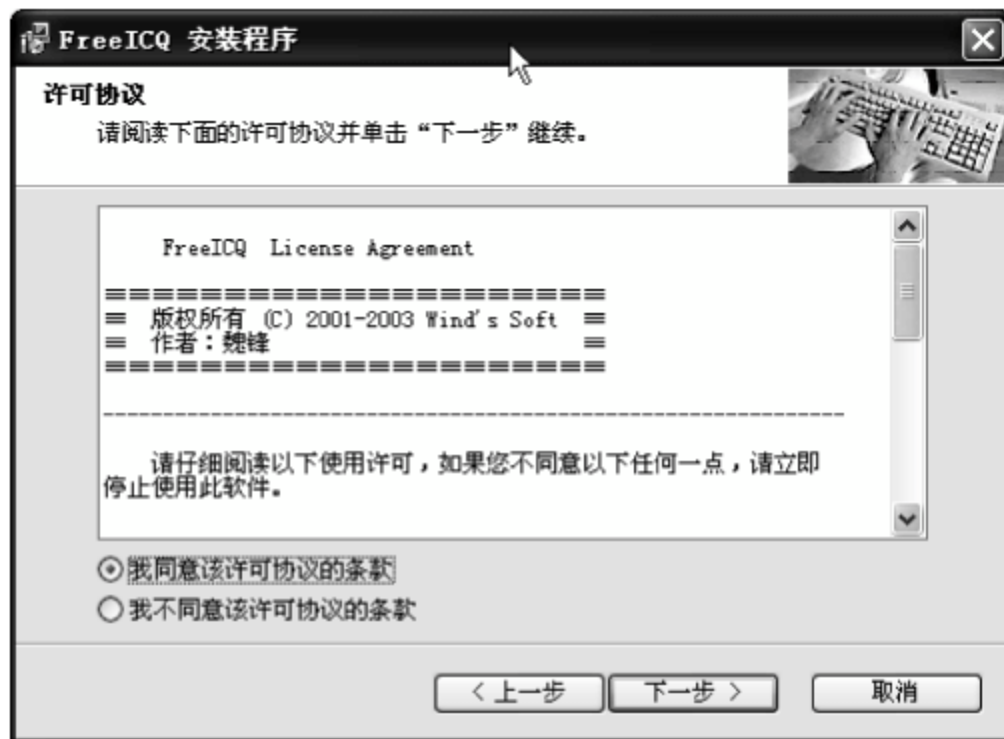 FreeICQ 安装程序
许可协议
请阅读下面的许可协议并单击“下一步”继续。
FreeICQ License Agreement
版权所有 (C) 2001-2003 Wind's Soft
作者：魏锋
请仔细阅读以下使用许可，如果您不同意以下任何一点，请立即
停止使用此软件。
我同意该许可协议的条款
我不同意该许可协议的条款
< 上一步 下一步 > 取消